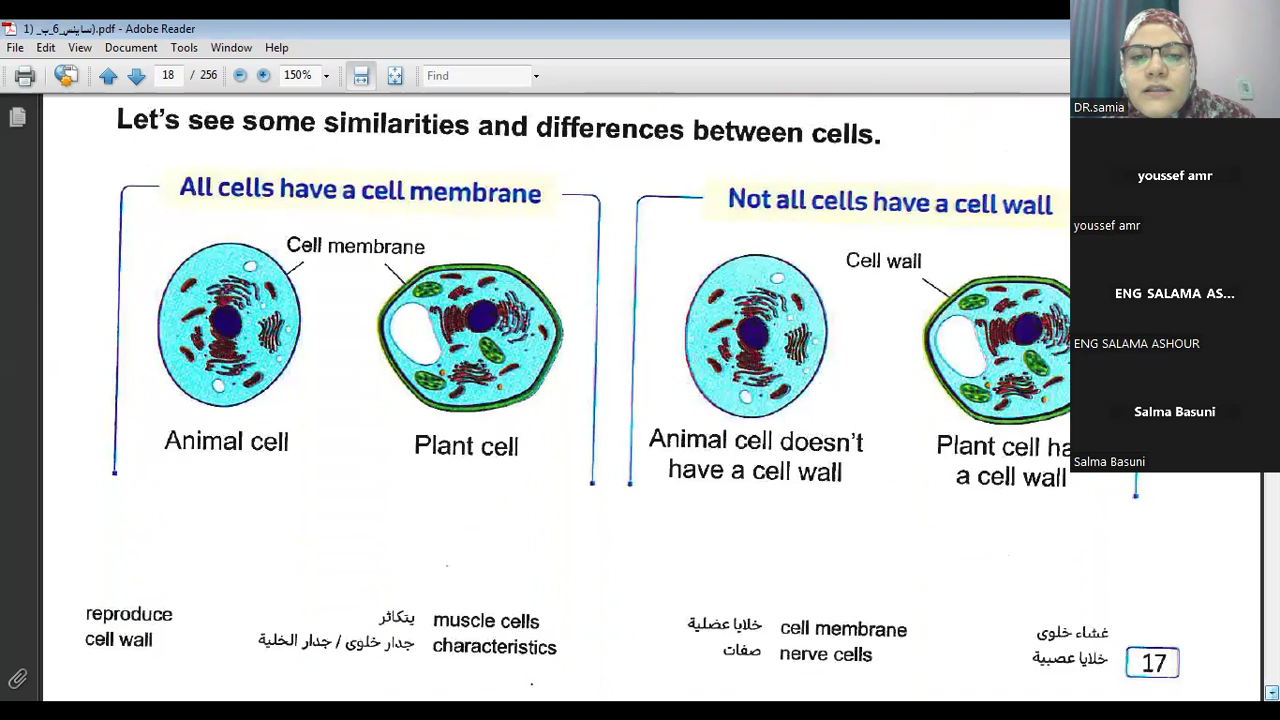 1) _ساينس_6_ب).pdf - Adobe Reader
File Edit View Document Tools Window Help
18 / 256 150% Find
Let's see some similarities and differences between cells.
All cells have a cell membrane
Cell membrane
Animal cell
Plant cell
Not all cells have a cell wall
Cell wall
Animal cell doesn't
have a cell wall
Plant cell ha
a cell wall
reproduce يتكاثر
cell wall جدار خلوى / جدار الخلية
muscle cells خلايا عضلية
characteristics صفات
cell membrane غشاء خلوى
nerve cells خلايا عصبية
17
DR.samia
youssef amr
youssef amr
ENG SALAMA AS...
ENG SALAMA ASHOUR
Salma Basuni
Salma Basuni